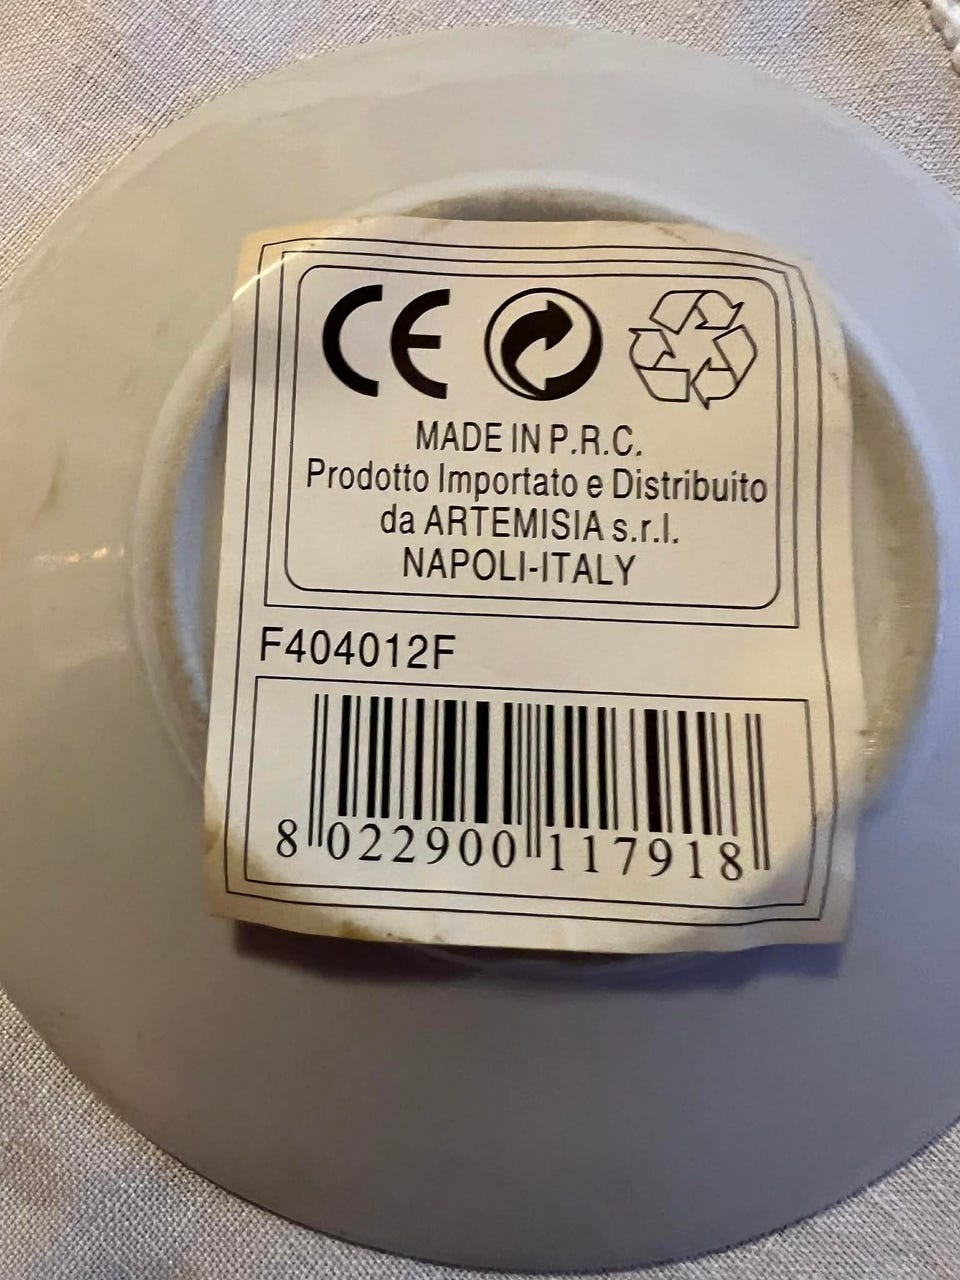 CE
MADE IN P.R.C.
Prodotto Importato e Distribuito
da ARTEMISIA s.r.l.
NAPOLI-ITALY
F404012F
8 022900 117918